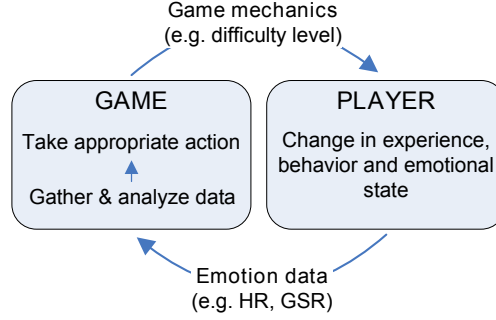 Game mechanics
(e.g. difficulty level)
GAME
Take appropriate action
Gather & analyze data
PLAYER
Change in experience,
behavior and emotional
state
Emotion data
(e.g. HR, GSR)